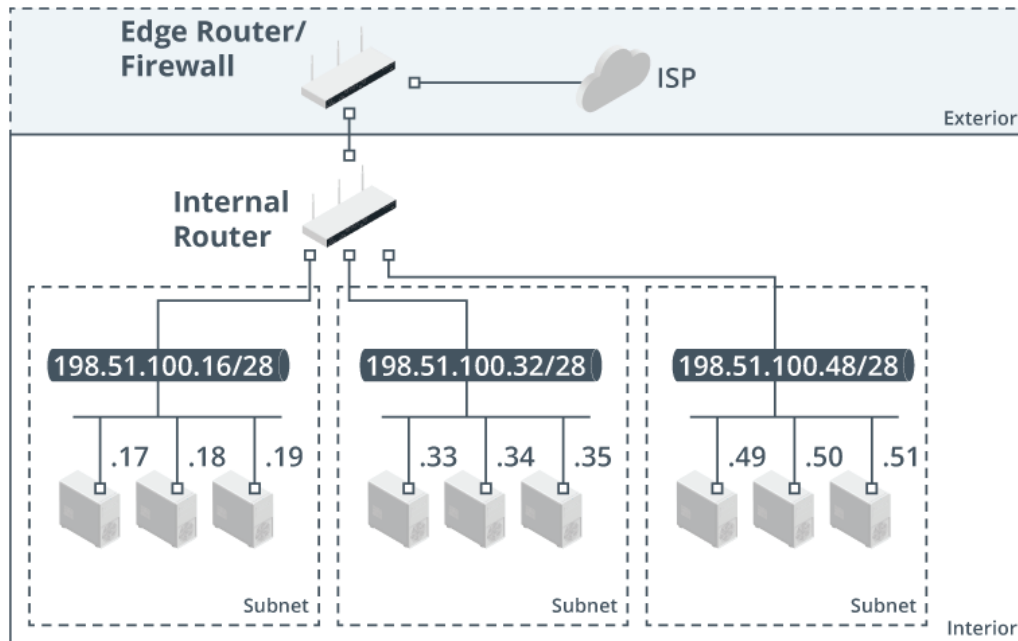 Edge Router/
Firewall
ISP
Exterior
Internal
Router
198.51.100.16/28
198.51.100.32/28
198.51.100.48/28
.17
.18
.19
.33
.34
.35
.49
.50
.51
Subnet
Subnet
Subnet
Interior